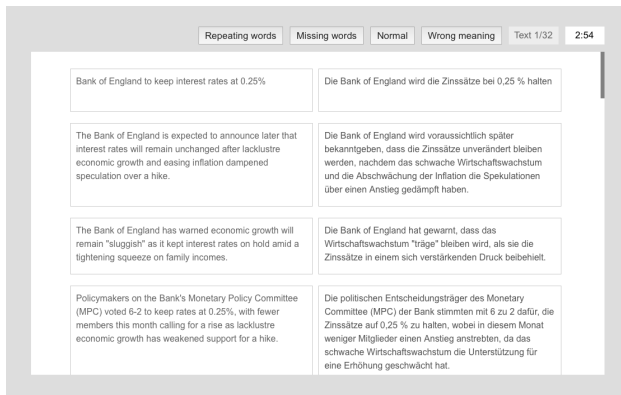 Repeating words
Missing words
Normal
Wrong meaning
Text 1/32
2:54
Bank of England to keep interest rates at 0.25%
Die Bank of England wird die Zinssätze bei 0,25 % halten
The Bank of England is expected to announce later that
interest rates will remain unchanged after lacklustre
economic growth and easing inflation dampened
speculation over a hike.
Die Bank of England wird voraussichtlich später
bekanntgeben, dass die Zinssätze unverändert bleiben
werden, nachdem das schwache Wirtschaftswachstum
und die Abschwächung der Inflation die Spekulationen
über einen Anstieg gedämpft haben.
The Bank of England has warned economic growth will
remain "sluggish" as it kept interest rates on hold amid a
tightening squeeze on family incomes.
Die Bank of England hat gewarnt, dass das
Wirtschaftswachstum "träge" bleiben wird, als sie die
Zinssätze in einem sich verstärkenden Druck beibehielt.
Policymakers on the Bank's Monetary Policy Committee
(MPC) voted 6-2 to keep rates at 0.25%, with fewer
members this month calling for a rise as lacklustre
economic growth has weakened support for a hike.
Die politischen Entscheidungsträger des Monetary
Committee (MPC) der Bank stimmten mit 6 zu 2 dafür, die
Zinssätze auf 0,25 % zu halten, wobei in diesem Monat
weniger Mitglieder einen Anstieg anstrebten, da das
schwache Wirtschaftswachstum die Unterstützung für
eine Erhöhung geschwächt hat.